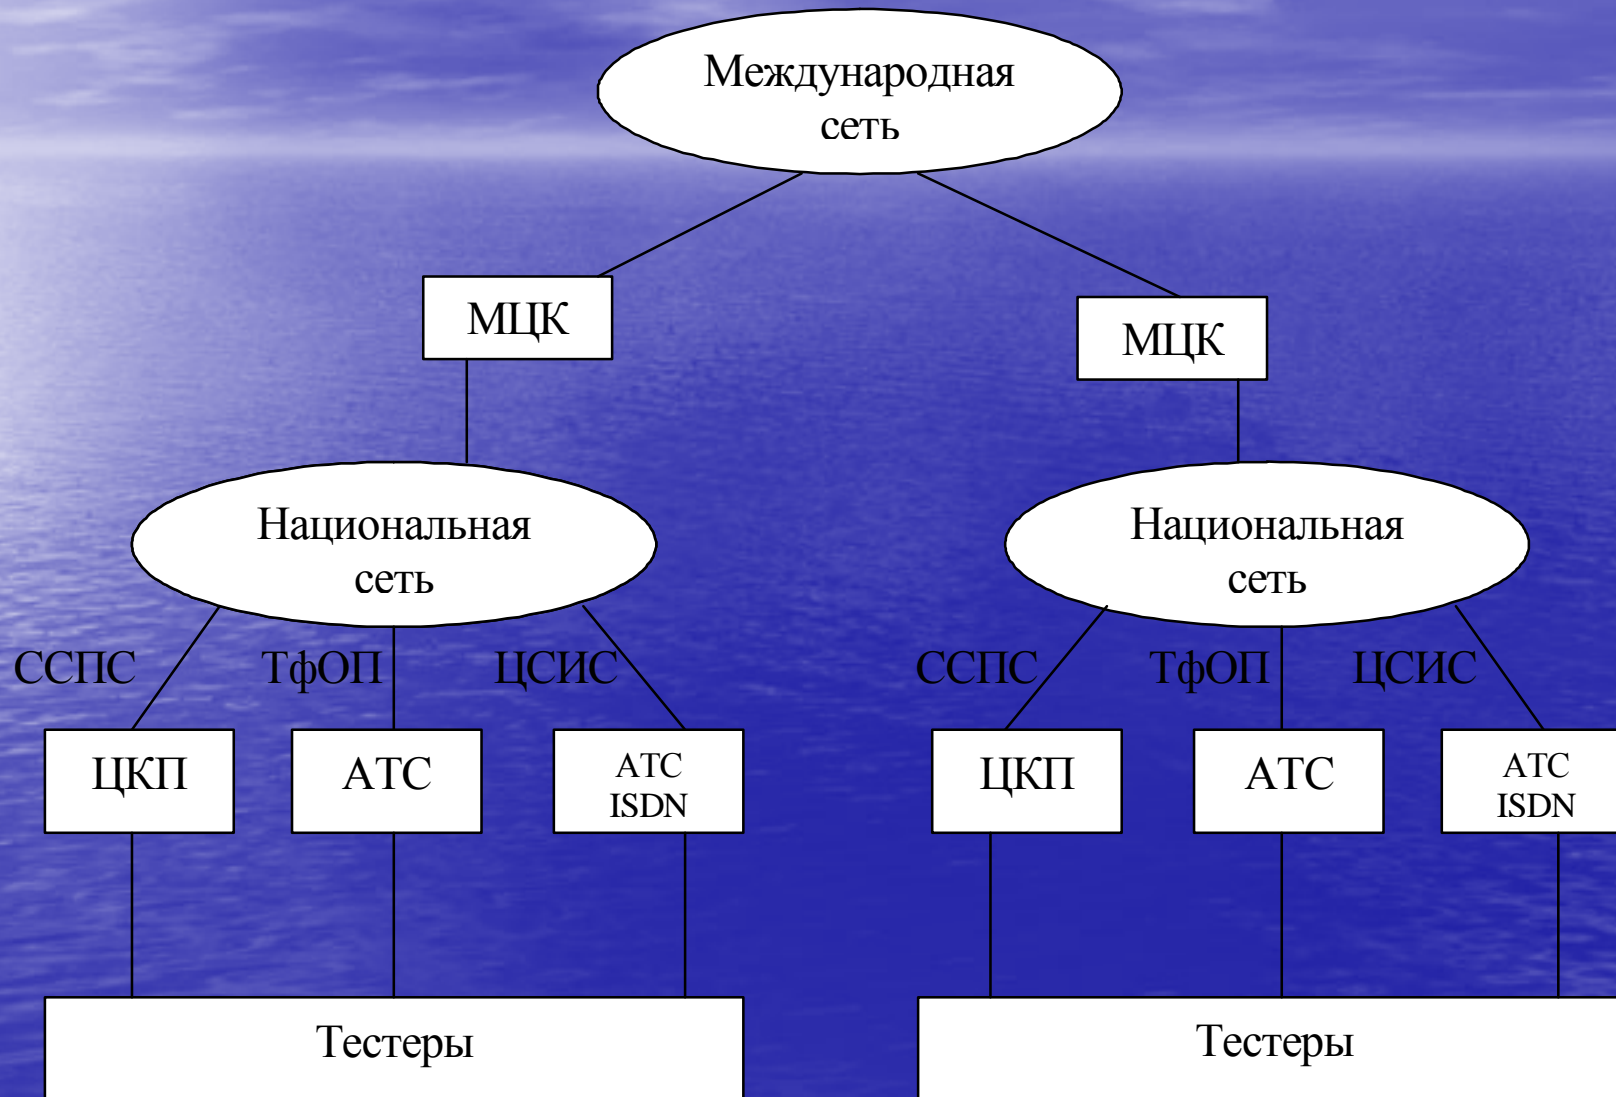 Международная
сеть
МЦК
МЦК
Национальная
сеть
Национальная
сеть
ССПС
ТфОП
ЦСИС
ССПС
ТфОП
ЦСИС
ЦКП
АТС
АТС
ISDN
ЦКП
АТС
АТС
ISDN
Тестеры
Тестеры